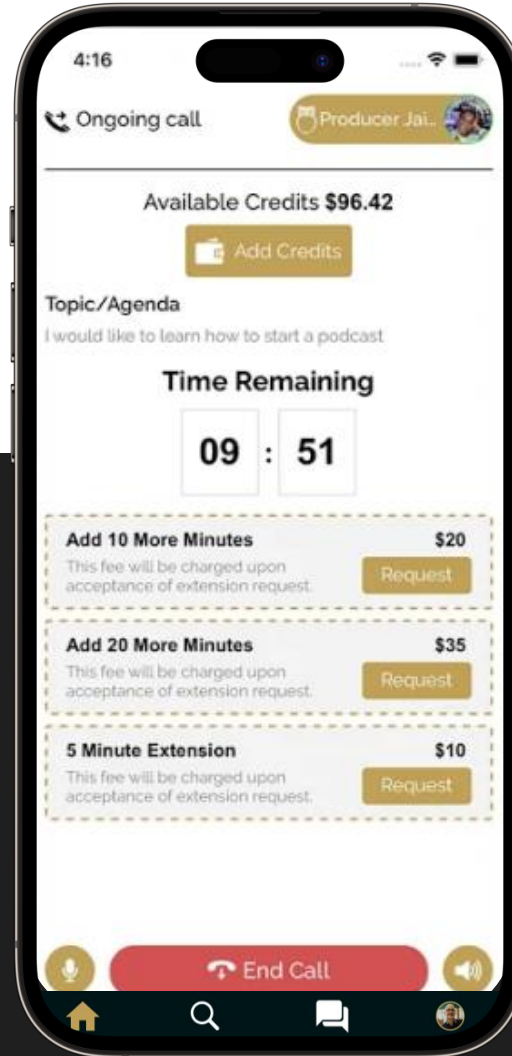 4:16
Ongoing call
Producer Jai..
Available Credits $96.42
Add Credits
Topic/Agenda
I would like to learn how to start a podcast
Time Remaining
09 : 51
Add 10 More Minutes $20
This fee will be charged upon
acceptance of extension request.
Request
Add 20 More Minutes $35
This fee will be charged upon
acceptance of extension request.
Request
5 Minute Extension $10
This fee will be charged upon
acceptance of extension request.
Request
End Call